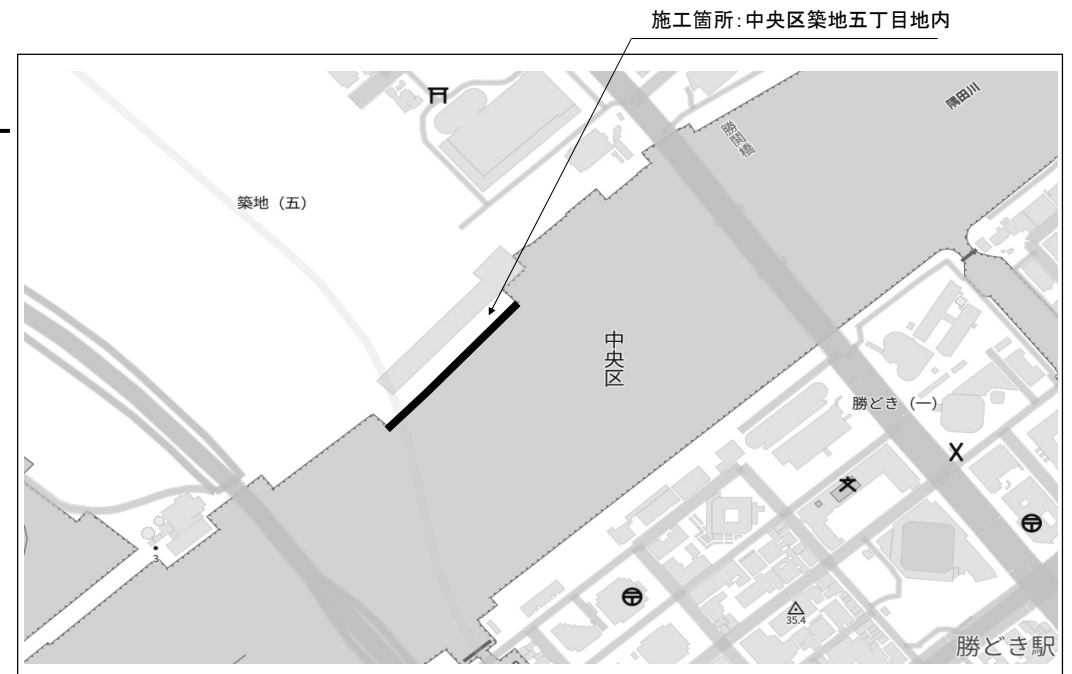 施工箇所:中央区築地五丁目地内
隅田川
勝鬨橋
築地（五）
中央区
勝どき（一）
3
35.4
勝どき駅